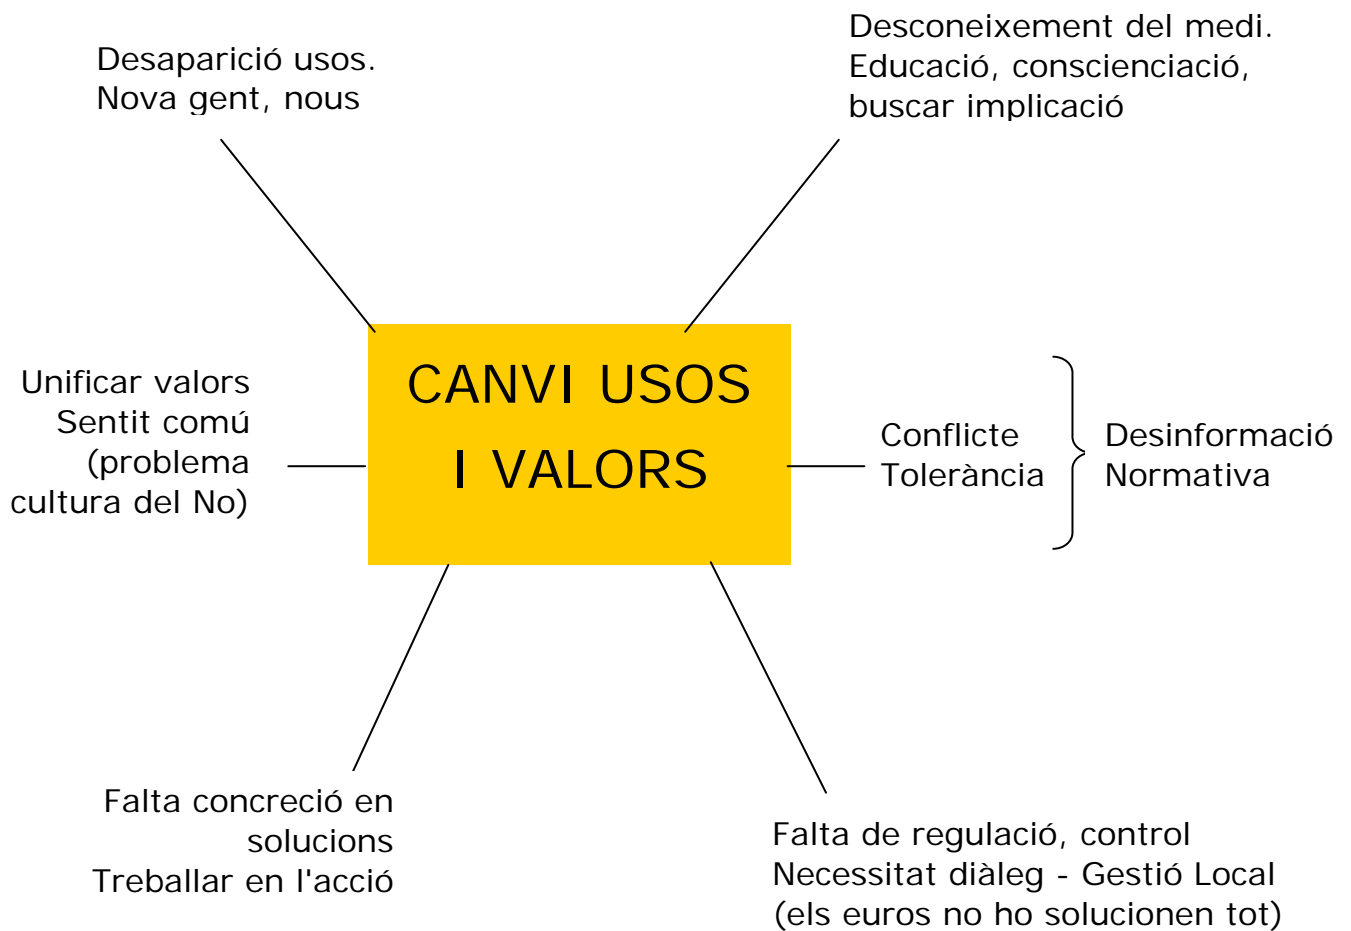 Desaparició usos.
Nova gent, nous
Desconeixement del medi.
Educació, conscienciació,
buscar implicació
CANVI USOS
I VALORS
Unificar valors
Sentit comú
(problema
cultura del No)
Conflicte
Tolerància
Desinformació
Normativa
Falta concreció en
solucions
Treballar en l'acció
Falta de regulació, control
Necessitat diàleg - Gestió Local
(els euros no ho solucionen tot)